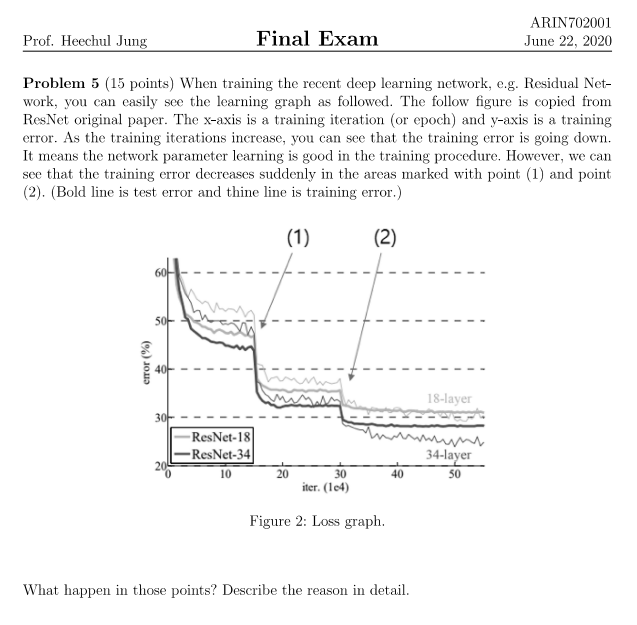 ARIN702001
Prof. Heechul Jung Final Exam June 22, 2020
Problem 5 (15 points) When training the recent deep learning network, e.g. Residual Net-
work, you can easily see the learning graph as followed. The follow figure is copied from
ResNet original paper. The x-axis is a training iteration (or epoch) and y-axis is a training
error. As the training iterations increase, you can see that the training error is going down.
It means the network parameter learning is good in the training procedure. However, we can
see that the training error decreases suddenly in the areas marked with point (1) and point
(2). (Bold line is test error and thine line is training error.)
(1) (2)
60
50
40
30
20
error (%)
18-layer
ResNet-18
ResNet-34
34-layer
0 10 20 30 40 50
iter. (1e4)
Figure 2: Loss graph.
What happen in those points? Describe the reason in detail.